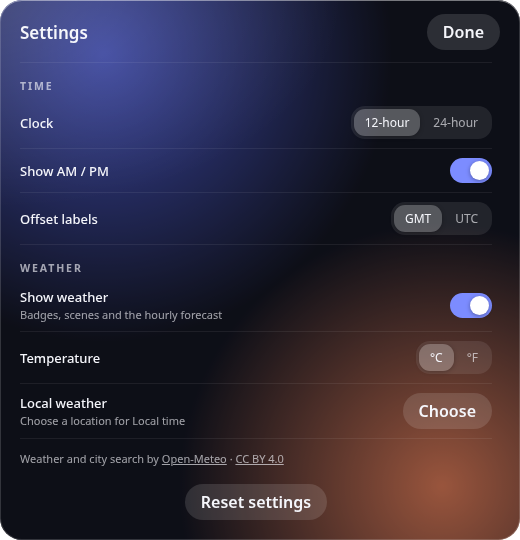 Settings
Done
TIME
Clock
12-hour
24-hour
Show AM / PM
Offset labels
GMT
UTC
WEATHER
Show weather
Badges, scenes and the hourly forecast
Temperature
°C
°F
Local weather
Choose a location for Local time
Choose
Weather and city search by Open-Meteo · CC BY 4.0
Reset settings